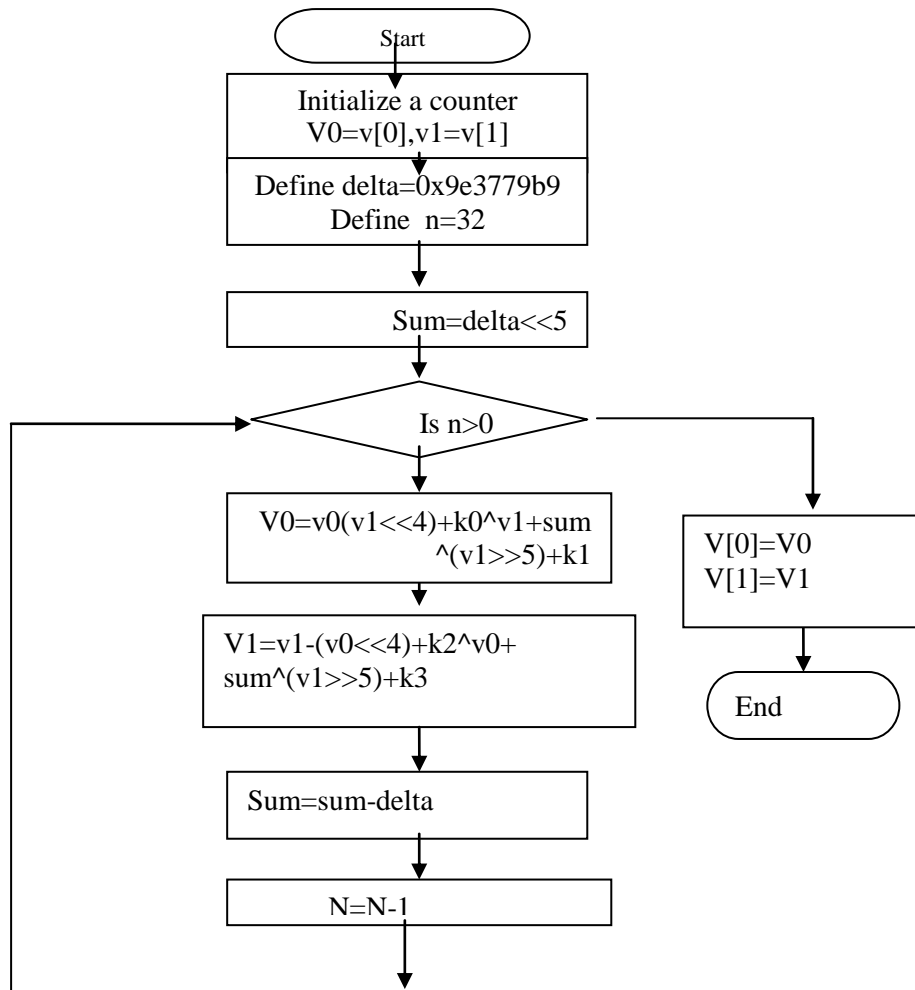 Start
Initialize a counter
V0=v[0],v1=v[1]
Define delta=0x9e3779b9
Define n=32
Sum=delta<<5
Is n>0
V0=v0(v1<<4)+k0^v1+sum
^(v1>>5)+k1
V1=v1-(v0<<4)+k2^v0+
sum^(v1>>5)+k3
Sum=sum-delta
N=N-1
V[0]=V0
V[1]=V1
End